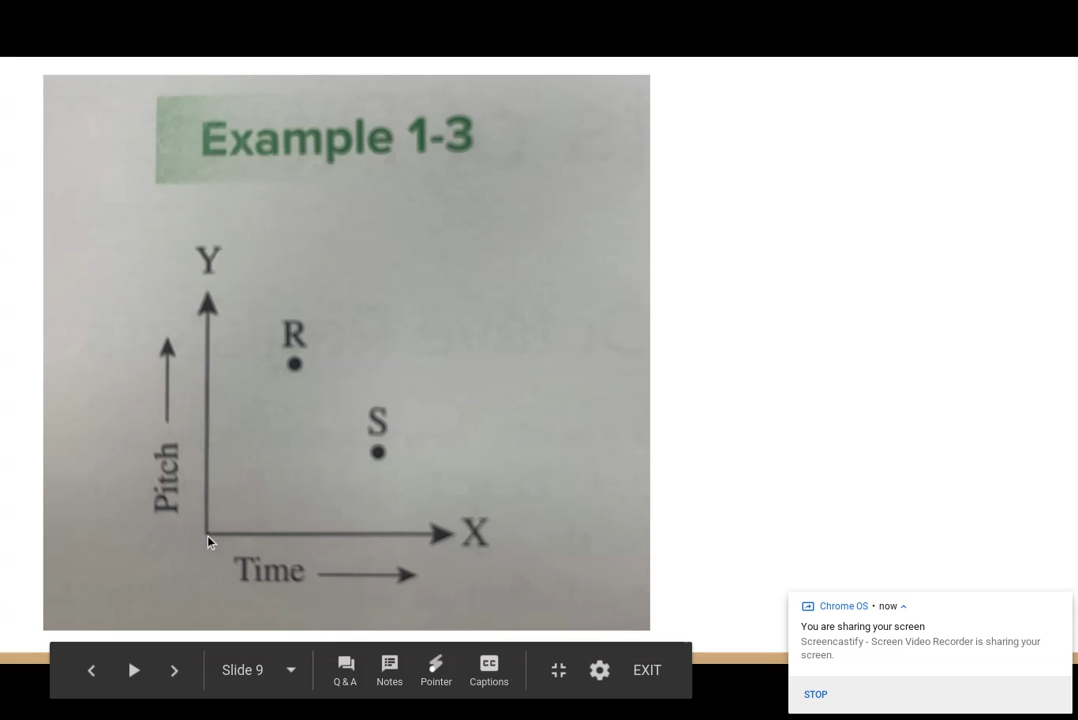 Example 1-3
Y
R
S
Pitch
X
Time
Slide 9
Q & A
Notes
Pointer
Captions
EXIT
Chrome OS • now
You are sharing your screen
Screencastify - Screen Video Recorder is sharing your
screen.
STOP